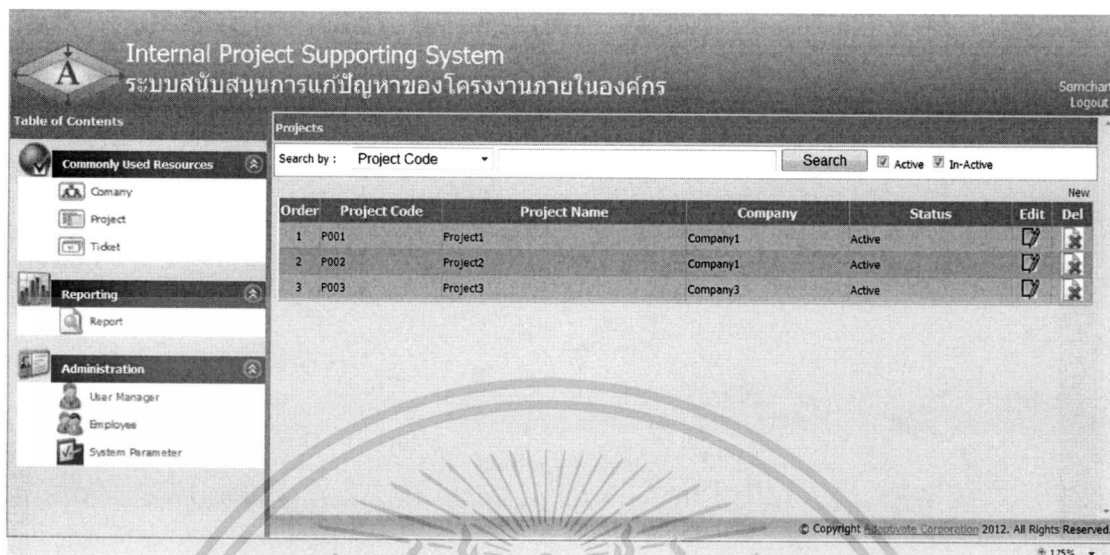 A
Internal Project Supporting System
ระบบสนับสนุนการแก้ปัญหาของโครงงานภายในองค์กร
Somchart
Logout
Table of Contents
Projects
Commonly Used Resources
Comany
Project
Ticket
Reporting
Report
Administration
User Manager
Employee
System Parameter
Search by : Project Code Search Active In-Active
New
Order Project Code Project Name Company Status Edit Del
1 P001 Project1 Company1 Active
2 P002 Project2 Company1 Active
3 P003 Project3 Company3 Active
© Copyright Adaptivate Corporation 2012. All Rights Reserved.
125%